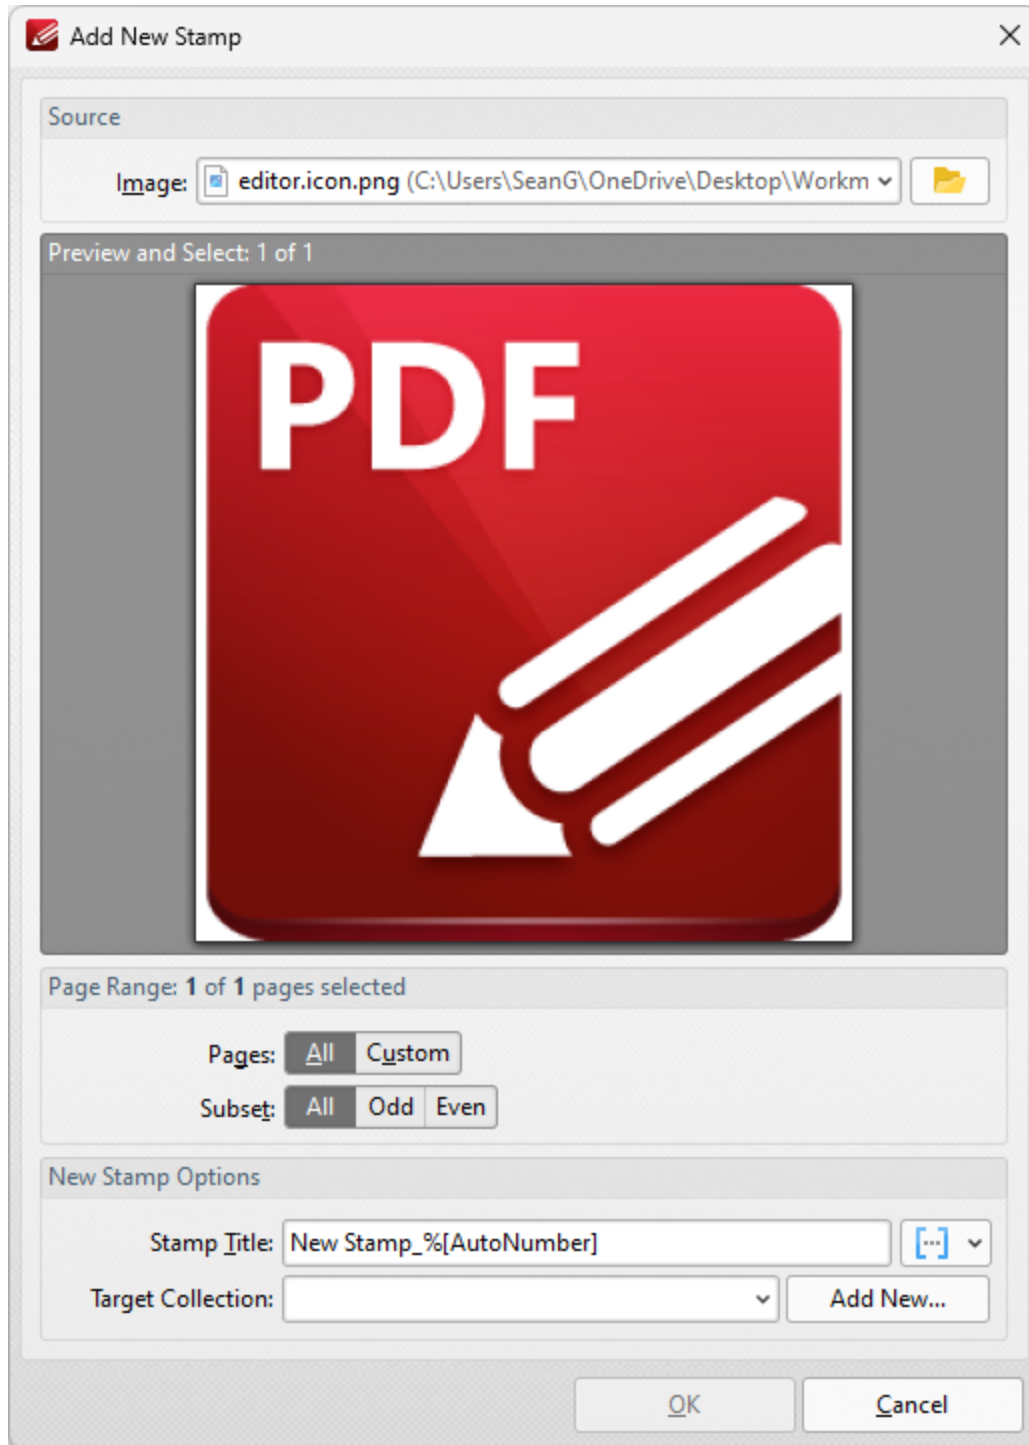 Add New Stamp
Source
Image: editor.icon.png (C:\Users\SeanG\OneDrive\Desktop\Workm
Preview and Select: 1 of 1
PDF
Page Range: 1 of 1 pages selected
Pages: All Custom
Subset: All Odd Even
New Stamp Options
Stamp Title: New Stamp_%[AutoNumber]
Target Collection: Add New...
OK Cancel